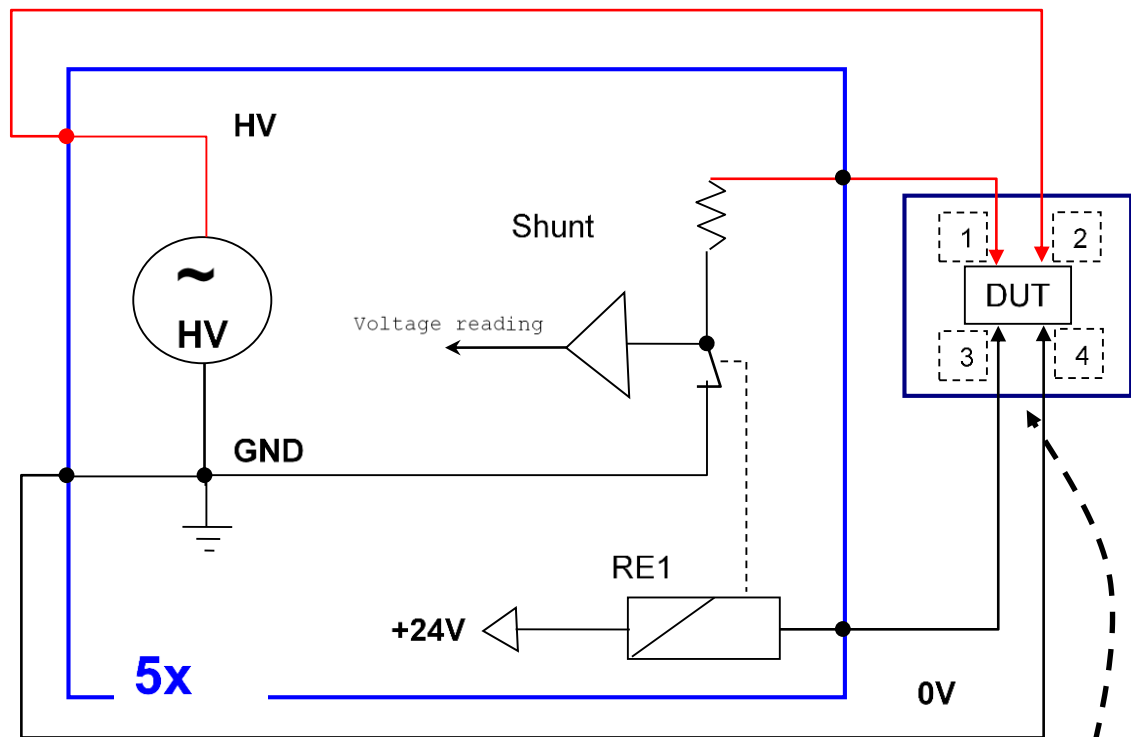 HV
Shunt
1
2
DUT
~
HV
Voltage reading
3
4
GND
RE1
+24V
5x
0V